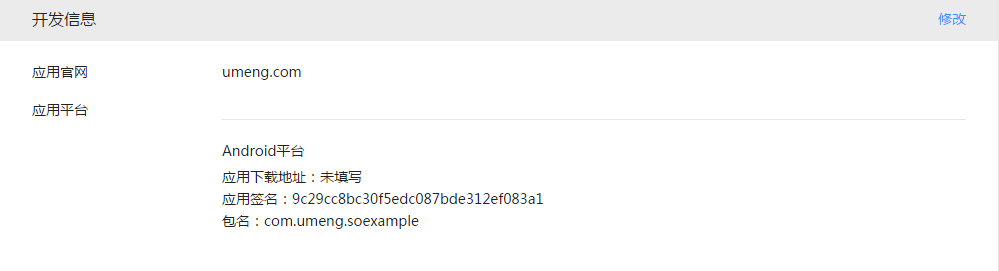 开发信息 修改
应用官网 umeng.com
应用平台
Android平台
应用下载地址：未填写
应用签名：9c29cc8bc30f5edc087bde312ef083a1
包名：com.umeng.soexample